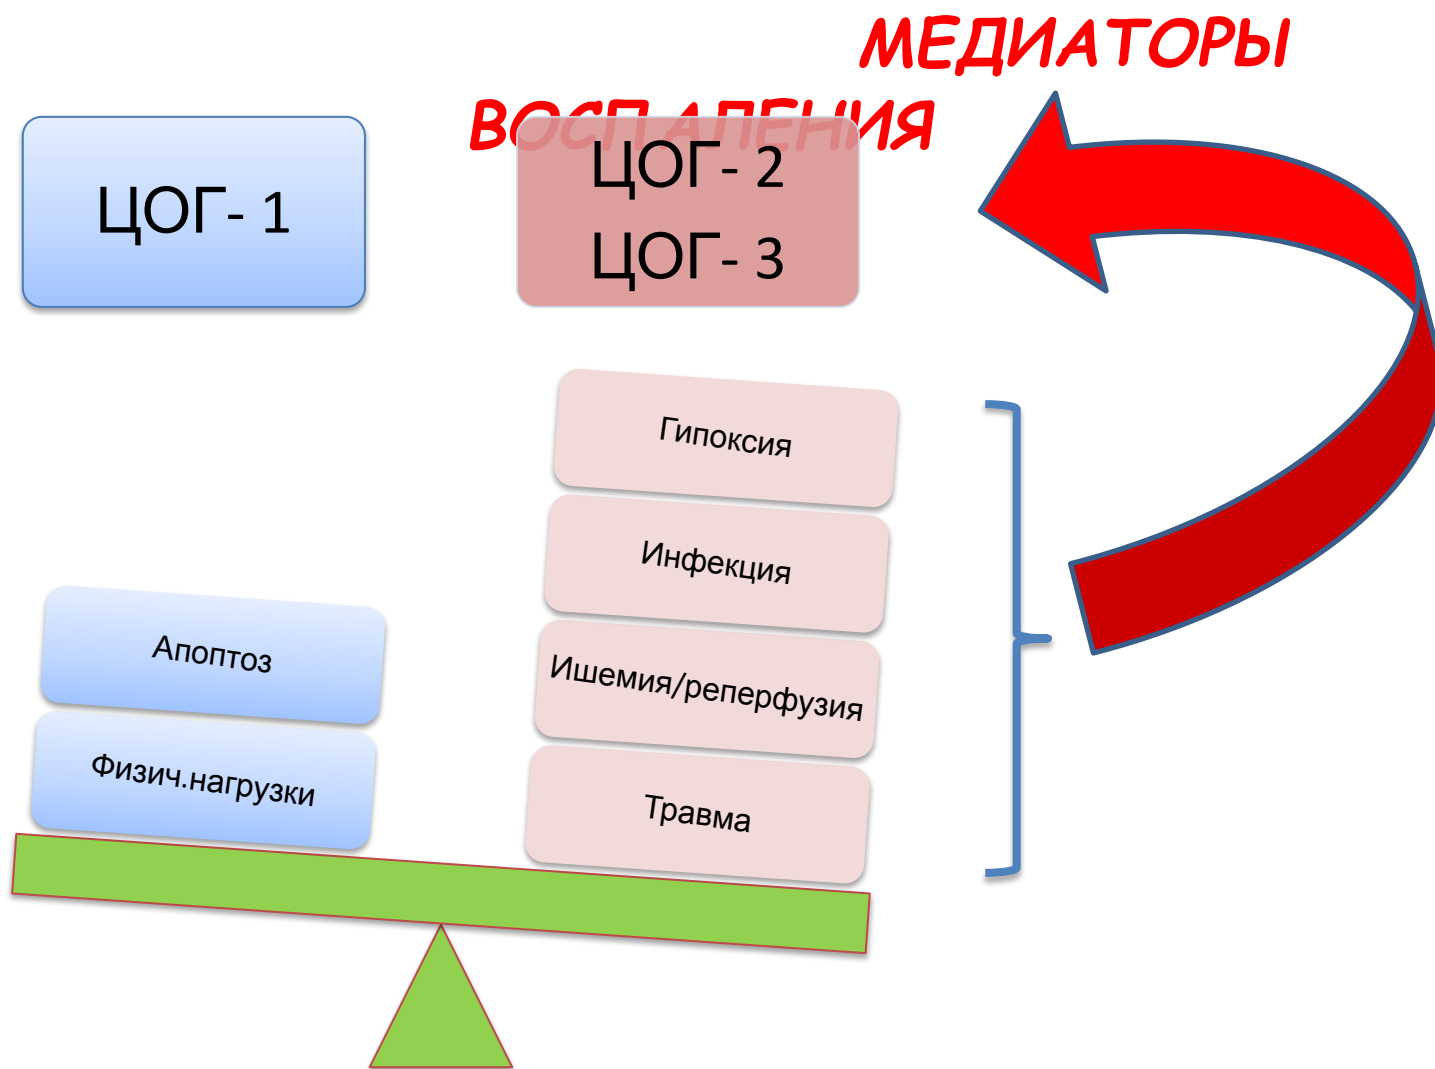 МЕДИАТОРЫ
ВОСПАЛЕНИЯ
ЦОГ- 1
ЦОГ- 2
ЦОГ- 3
Гипоксия
Инфекция
Ишемия/реперфузия
Травма
Апоптоз
Физич.нагрузки